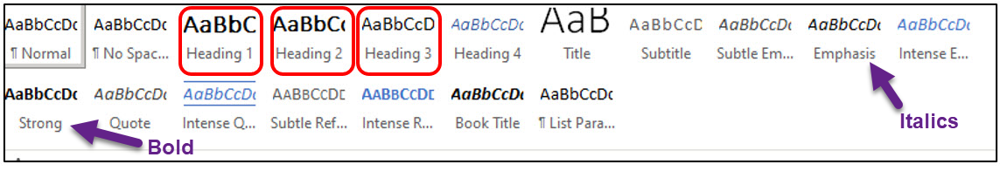 AaBbCcDc AaBbCcDc AaBbC AaBbCc AaBbCcD AaBbCcDc AaB AaBbCcD AaBbCcDc AaBbCcDc AaBbCcDc
¶ Normal ¶ No Spac... Heading 1 Heading 2 Heading 3 Heading 4 Title Subtitle Subtle Em... Emphasis Intense E...
AaBbCcDc AaBbCcDc AaBbCcDc AABBCCDD AABBCCDD AaBbCcDc AaBbCcDc
Strong Quote Intense Q... Subtle Ref... Intense R... Book Title ¶ List Para...
Italics
Bold